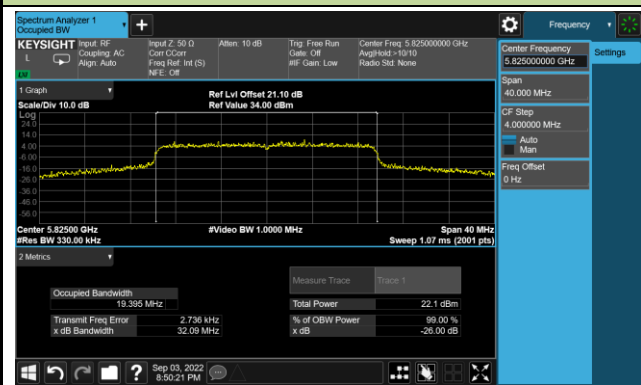 Spectrum Analyzer 1
Occupied BW
+
Frequency
KEYSIGHT
L
Input: RF
Coupling: AC
Align: Auto
Input Z: 50 Ω
Corr CCorr
Freq Ref: Int (S)
NFE: Off
Atten: 10 dB
Trig: Free Run
Gate: Off
#IF Gain: Low
Center Freq: 5.825000000 GHz
Avg|Hold:>10/10
Radio Std: None
Center Frequency
5.825000000 GHz
Settings
Span
40.000 MHz
CF Step
4.000000 MHz
Auto
Man
Freq Offset
0 Hz
1 Graph
Scale/Div 10.0 dB
Ref Lvl Offset 21.10 dB
Ref Value 34.00 dBm
Log
24.0
14.0
4.00
-6.00
-16.0
-26.0
-36.0
-46.0
-56.0
Center 5.82500 GHz
#Res BW 330.00 kHz
#Video BW 1.0000 MHz
Span 40 MHz
Sweep 1.07 ms (2001 pts)
2 Metrics
Measure Trace
Trace 1
Occupied Bandwidth
19.395 MHz
Total Power
22.1 dBm
Transmit Freq Error
2.736 kHz
% of OBW Power
99.00 %
x dB Bandwidth
32.09 MHz
x dB
-26.00 dB
?
Sep 03, 2022
8:50:21 PM